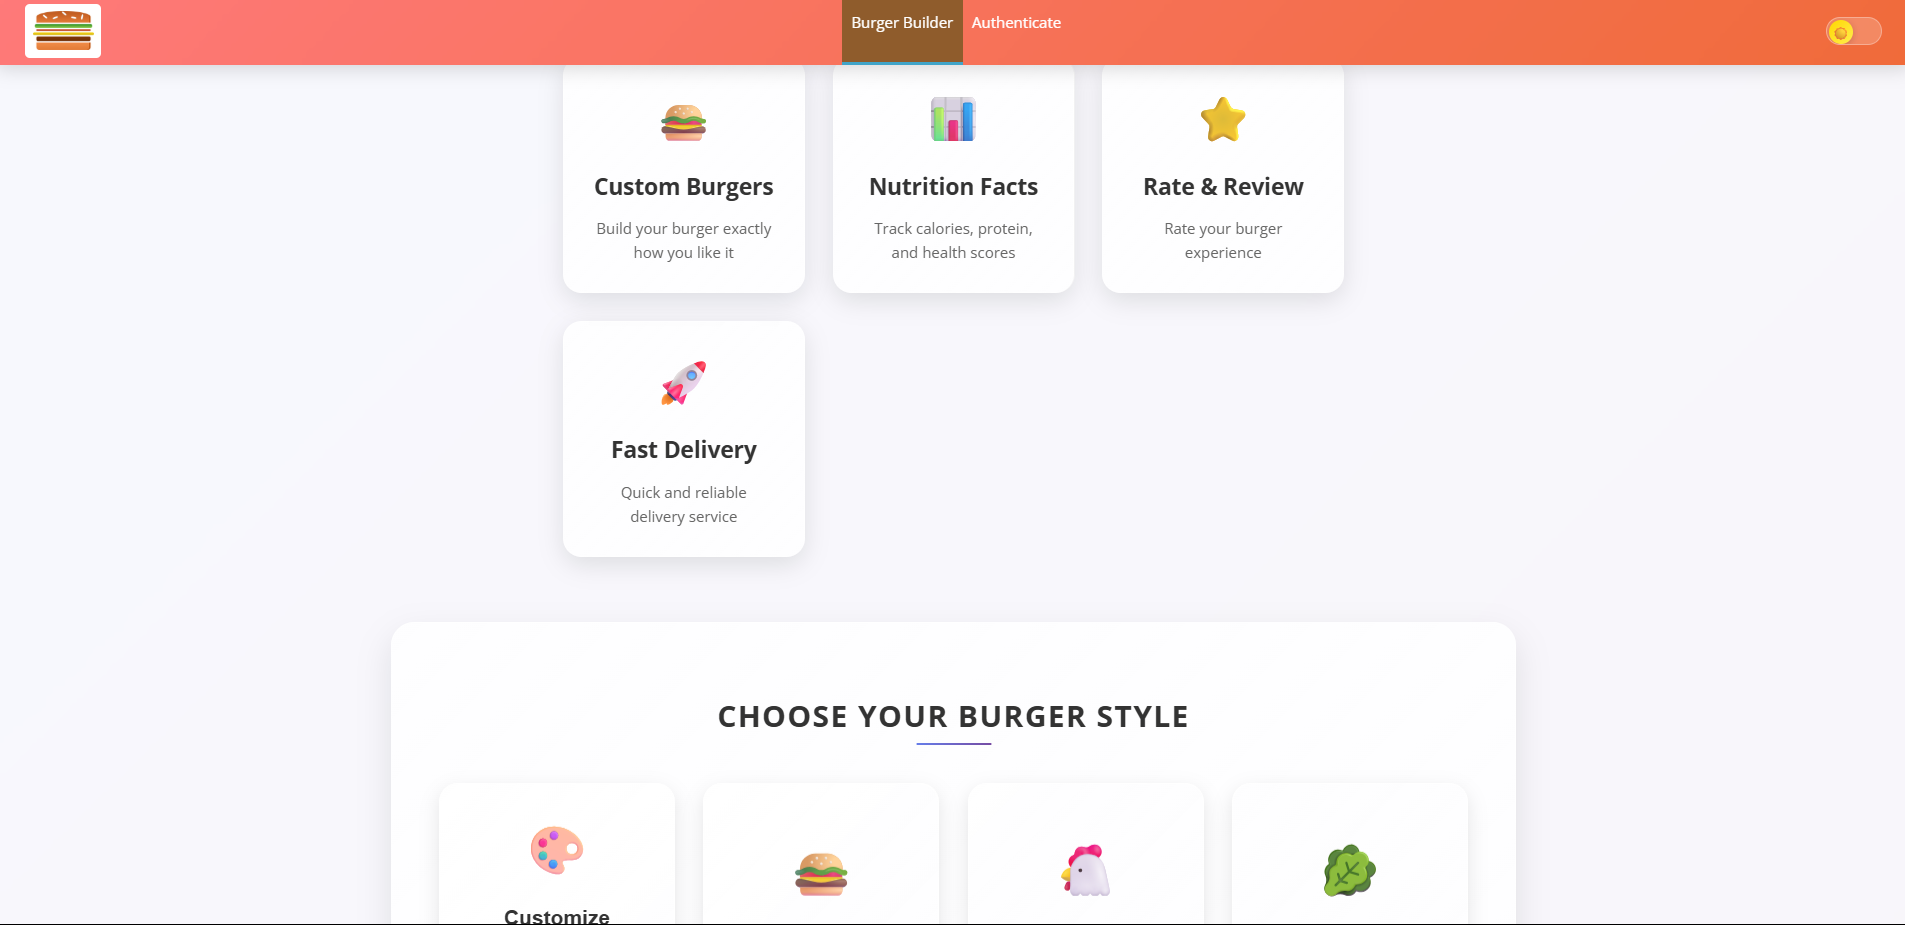 Burger Builder
Authenticate
Custom Burgers
Build your burger exactly
how you like it
Nutrition Facts
Track calories, protein,
and health scores
Rate & Review
Rate your burger
experience
Fast Delivery
Quick and reliable
delivery service
CHOOSE YOUR BURGER STYLE
Customize